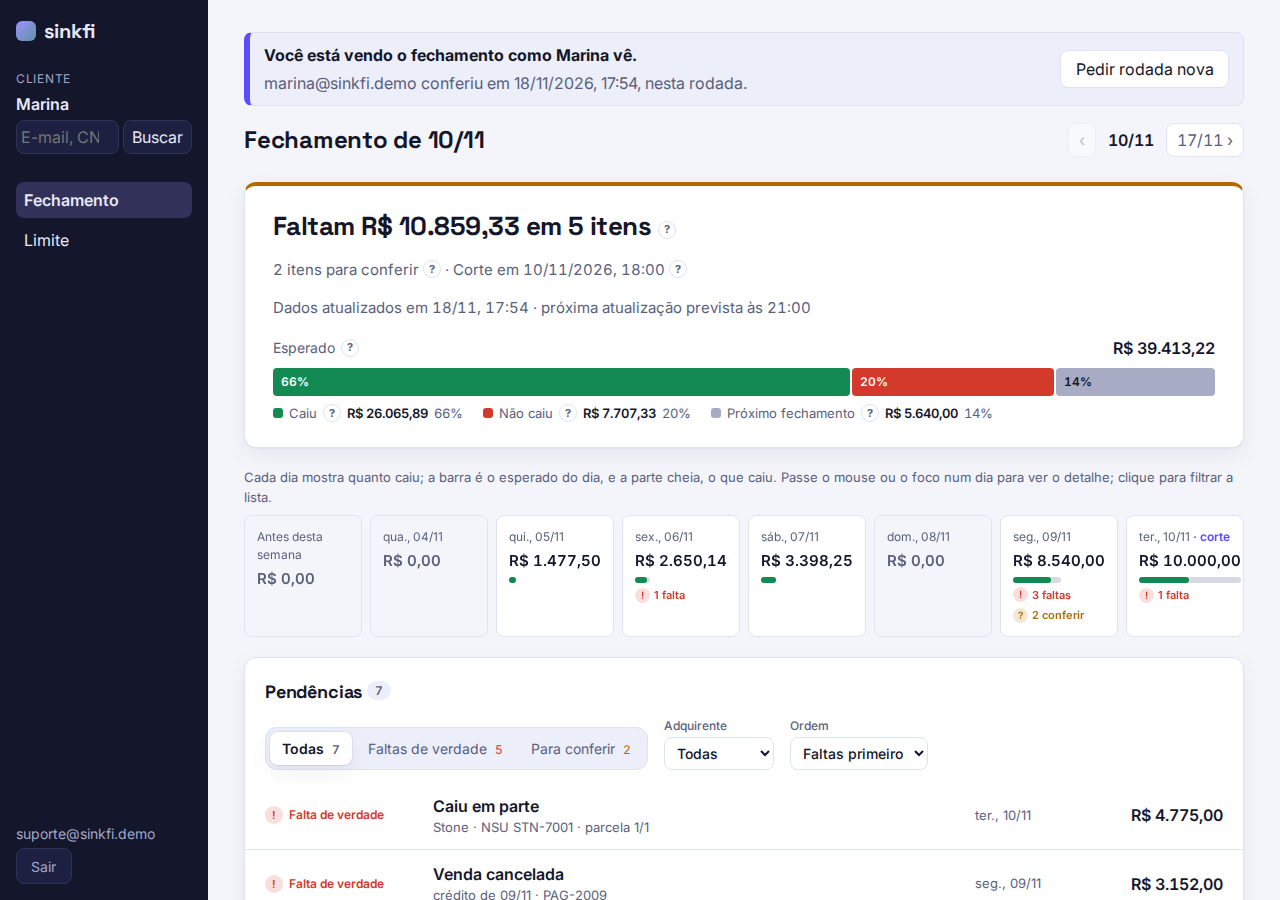 sinkfi
CLIENTE
Marina
E-mail, CN
Buscar
Fechamento
Limite
suporte@sinkfi.demo
Sair
Você está vendo o fechamento como Marina vê.
marina@sinkfi.demo conferiu em 18/11/2026, 17:54, nesta rodada.
Pedir rodada nova
Fechamento de 10/11
‹
10/11
17/11 ›
Faltam R$ 10.859,33 em 5 itens ?
2 itens para conferir ? · Corte em 10/11/2026, 18:00 ?
Dados atualizados em 18/11, 17:54 · próxima atualização prevista às 21:00
Esperado ? R$ 39.413,22
66% 20% 14%
Caiu ? R$ 26.065,89 66% Não caiu ? R$ 7.707,33 20% Próximo fechamento ? R$ 5.640,00 14%
Cada dia mostra quanto caiu; a barra é o esperado do dia, e a parte cheia, o que caiu. Passe o mouse ou o foco num dia para ver o detalhe; clique para filtrar a
lista.
Antes desta
semana
R$ 0,00
qua., 04/11
R$ 0,00
qui., 05/11
R$ 1.477,50
sex., 06/11
R$ 2.650,14
! 1 falta
sáb., 07/11
R$ 3.398,25
dom., 08/11
R$ 0,00
seg., 09/11
R$ 8.540,00
! 3 faltas
? 2 conferir
ter., 10/11 · corte
R$ 10.000,00
! 1 falta
Pendências 7
Todas 7
Faltas de verdade 5
Para conferir 2
Adquirente
Todas
Ordem
Faltas primeiro
! Falta de verdade
Caiu em parte
Stone · NSU STN-7001 · parcela 1/1
ter., 10/11
R$ 4.775,00
! Falta de verdade
Venda cancelada
crédito de 09/11 · PAG-2009
seg., 09/11
R$ 3.152,00